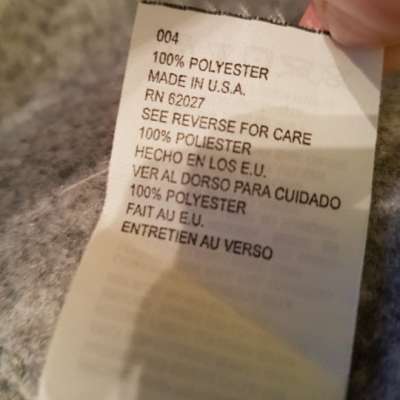 004
100% POLYESTER
MADE IN U.S.A.
RN 62027
SEE REVERSE FOR CARE
100% POLIESTER
HECHO EN LOS E.U.
VER AL DORSO PARA CUIDADO
100% POLYESTER
FAIT AU E.U.
ENTRETIEN AU VERSO